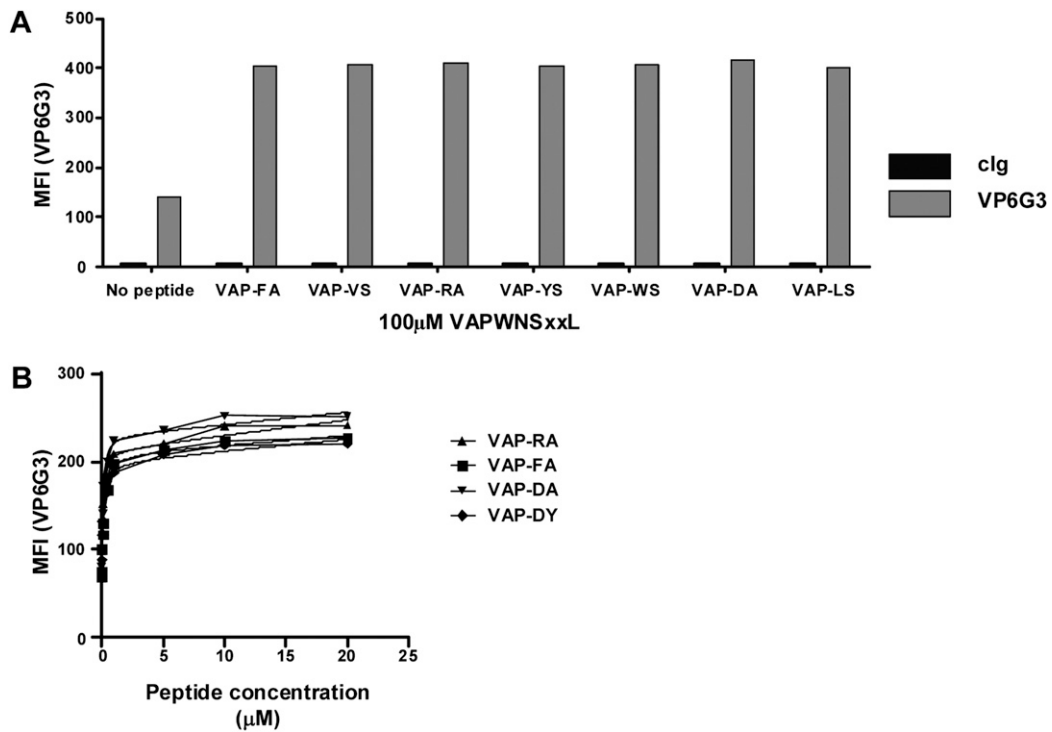 A
500
400
300
200
100
0
MFI (VP6G3)
No peptide VAP-FA VAP-VS VAP-RA VAP-YS VAP-WS VAP-DA VAP-LS
100μM VAPWNSxxL
cIg
VP6G3
B
300
200
100
0
MFI (VP6G3)
0 5 10 15 20 25
Peptide concentration
(μM)
VAP-RA
VAP-FA
VAP-DA
VAP-DY